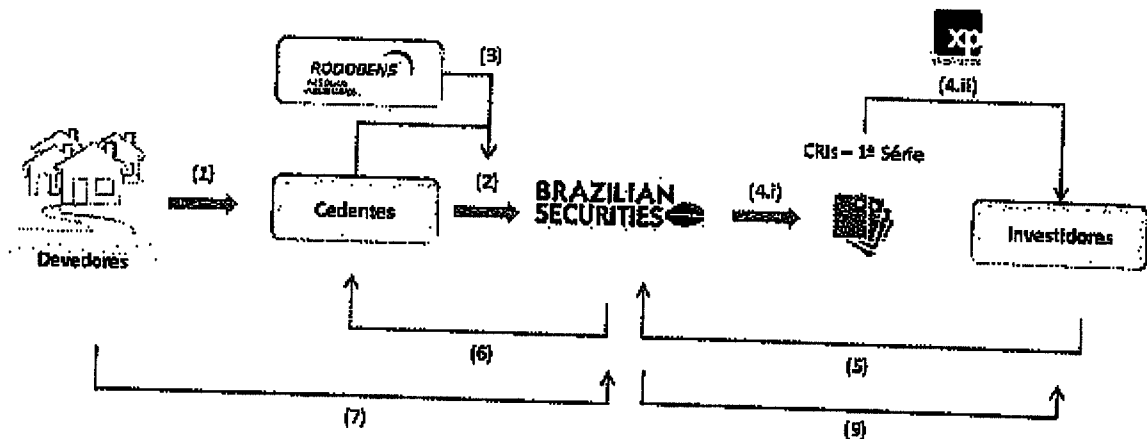 xp
(4.ii)
(3)
RODOBENS
CRIs – 1ª Série
(1)
Cedentes
(2)
BRAZILIAN
SECURITIES
(4.i)
Investidores
Devedores
(6)
(5)
(7)
(9)